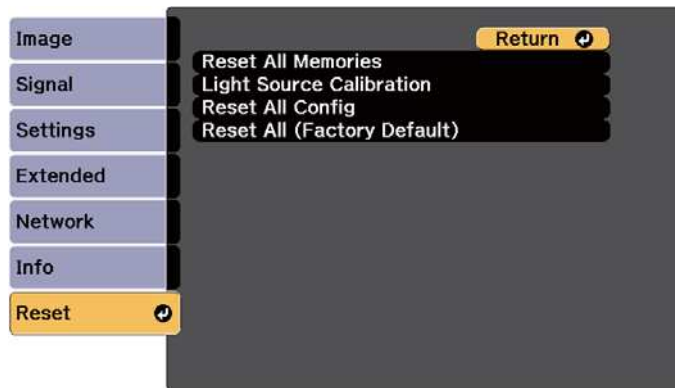 Image
Signal
Settings
Extended
Network
Info
Reset
Return
Reset All Memories
Light Source Calibration
Reset All Config
Reset All (Factory Default)